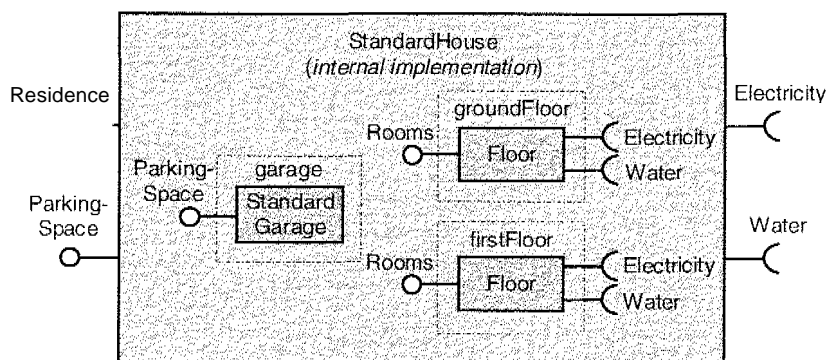 StandardHouse
(internal implementation)
Residence
Electricity
groundFloor
Rooms
Electricity
Floor
Water
Parking-
Space
garage
Standard
Garage
Parking-
Space
firstFloor
Rooms
Electricity
Floor
Water
Water